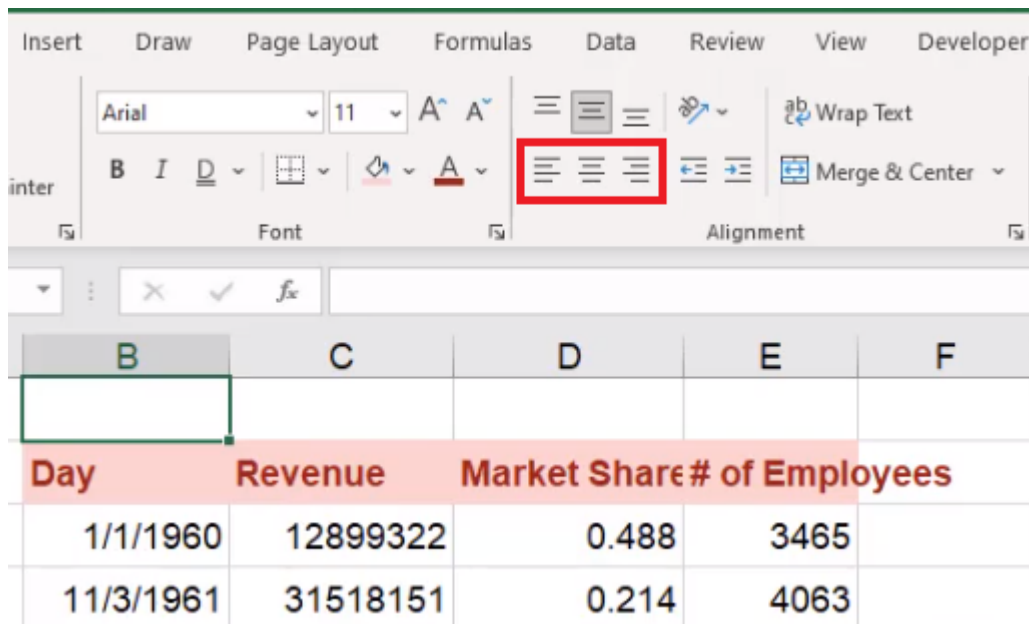 Insert Draw Page Layout Formulas Data Review View Developer
Arial 11 A A ab Wrap Text
inter B I D A Merge & Center
Font Alignment
fx
B C D E F
Day Revenue Market Share # of Employees
1/1/1960 12899322 0.488 3465
11/3/1961 31518151 0.214 4063